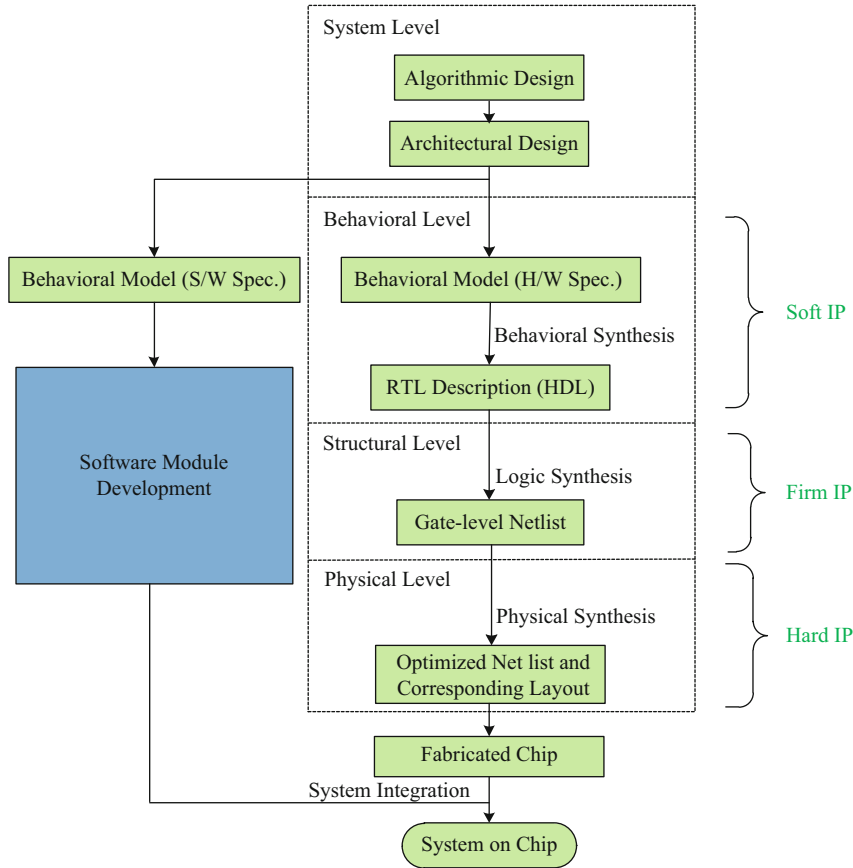 System Level
Algorithmic Design
Architectural Design
Behavioral Level
Behavioral Model (S/W Spec.)
Behavioral Model (H/W Spec.)
Soft IP
Behavioral Synthesis
RTL Description (HDL)
Structural Level
Software Module
Development
Logic Synthesis
Firm IP
Gate-level Netlist
Physical Level
Physical Synthesis
Hard IP
Optimized Net list and
Corresponding Layout
Fabricated Chip
System Integration
System on Chip